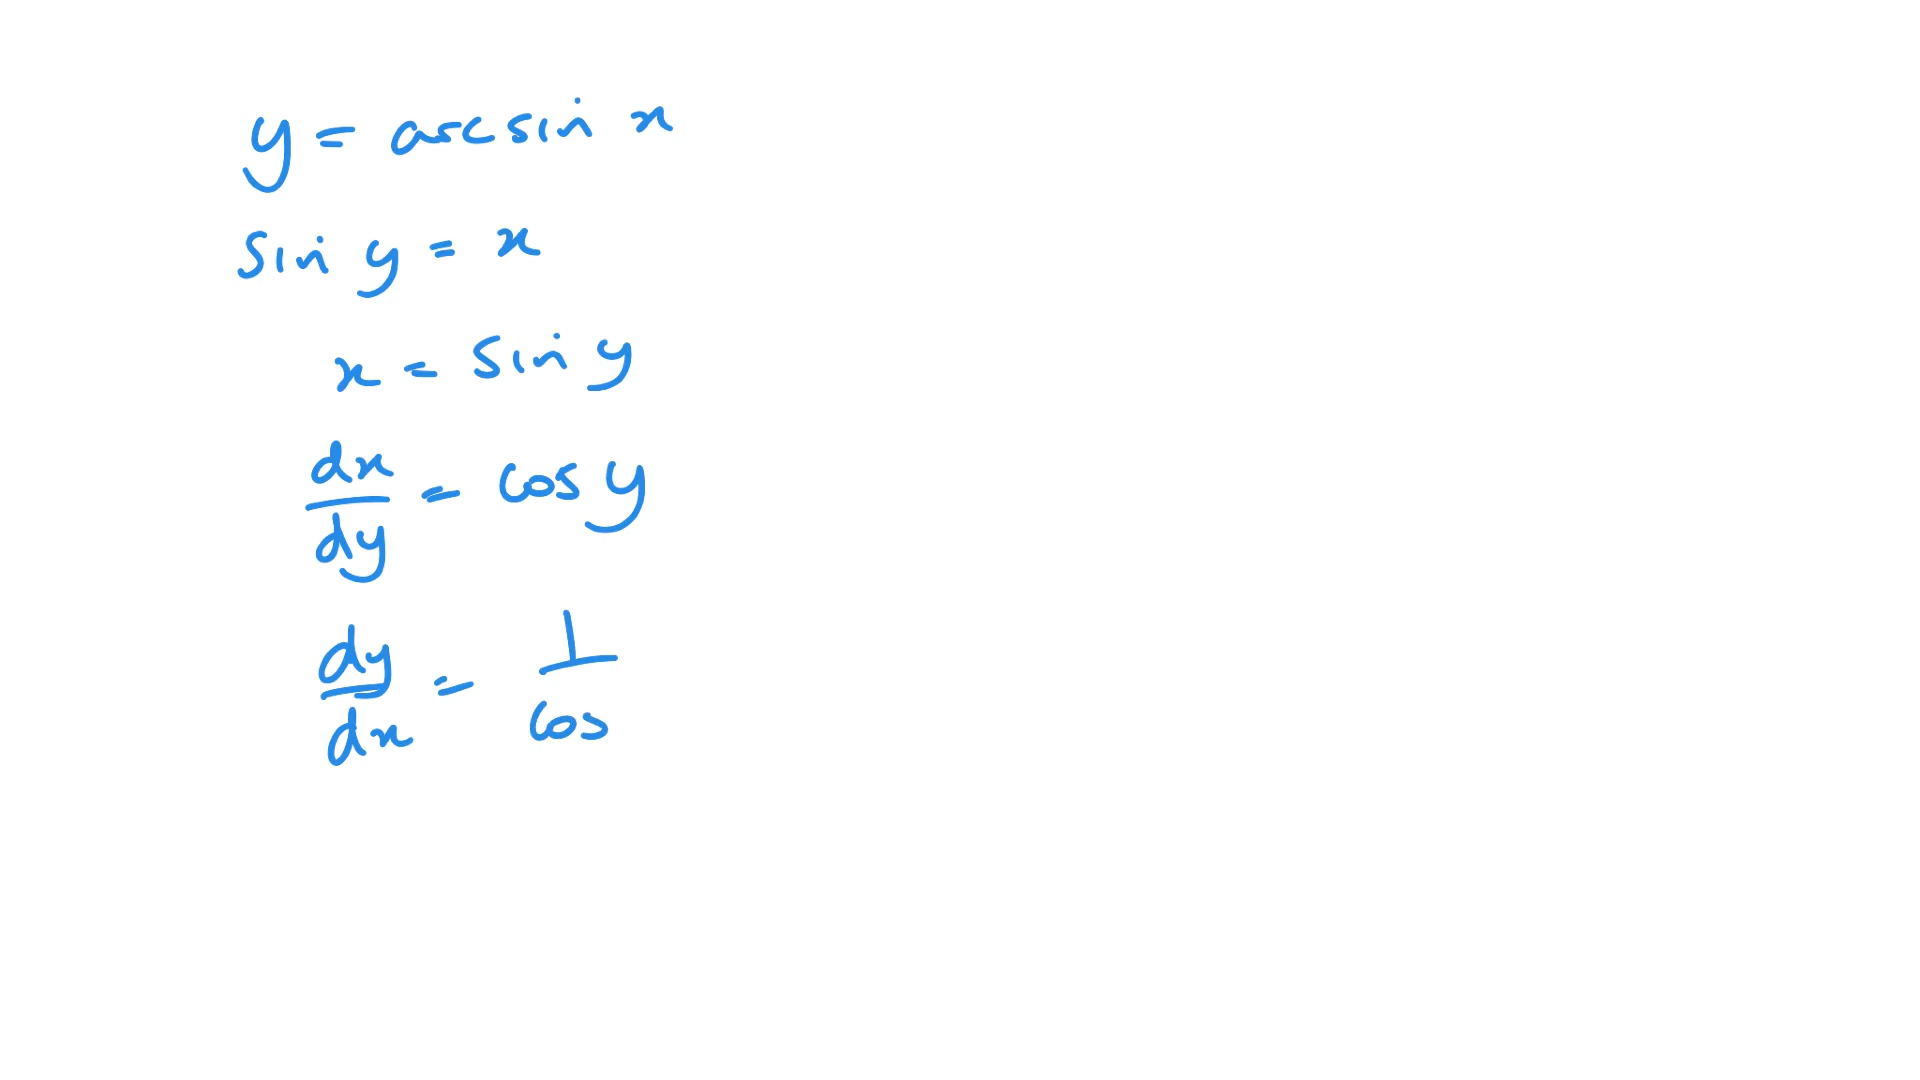 y = arcsin x
sin y = x
x = sin y
dx/dy = cos y
dy/dx = 1/cos